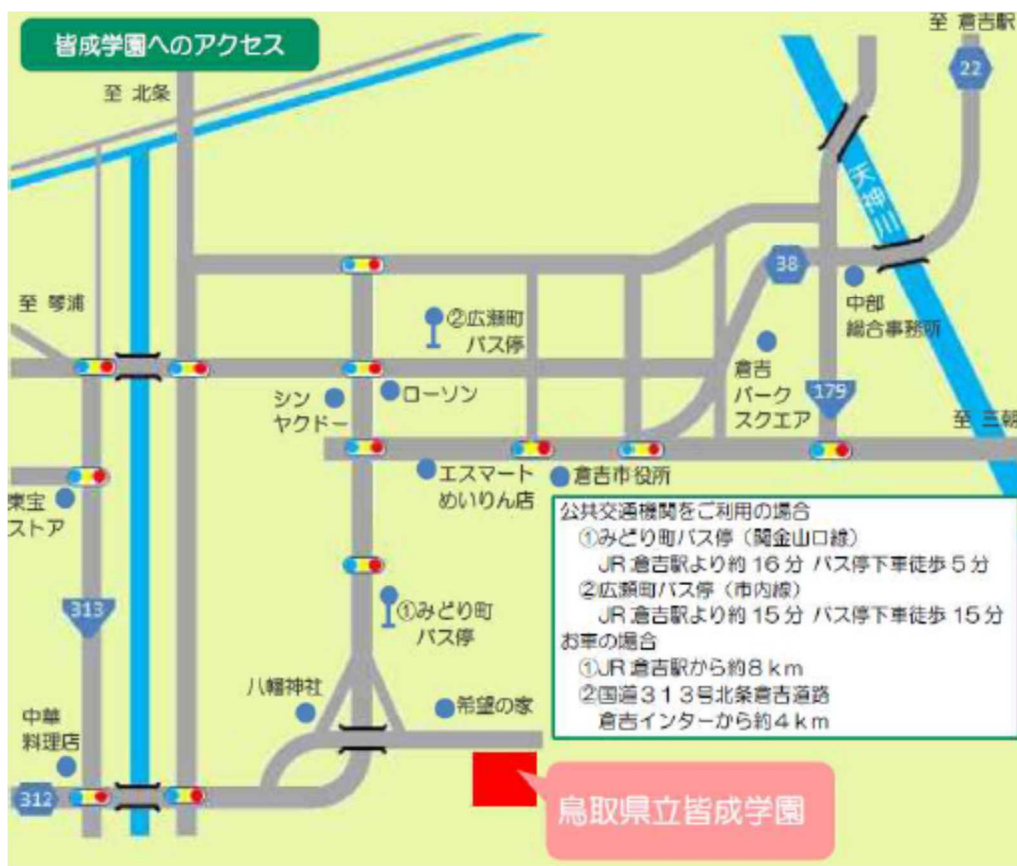 皆成学園へのアクセス
至 倉吉駅
22
至 北条
天神川
38
至 琴浦
中部
総合事務所
②広瀬町
バス停
倉吉
パーク
スクエア
シン
ヤクドー
ローソン
179
至 三朝
エスマート
めいりん店
倉吉市役所
東宝
ストア
公共交通機関をご利用の場合
①みどり町バス停（関金山口線）
JR 倉吉駅より約 16 分 バス停下車徒歩 5 分
②広瀬町バス停（市内線）
JR 倉吉駅より約 15 分 バス停下車徒歩 15 分
お車の場合
①JR 倉吉駅から約８ｋｍ
②国道３１３号北条倉吉道路
倉吉インターから約４ｋｍ
313
①みどり町
バス停
八幡神社
希望の家
中華
料理店
312
鳥取県立皆成学園